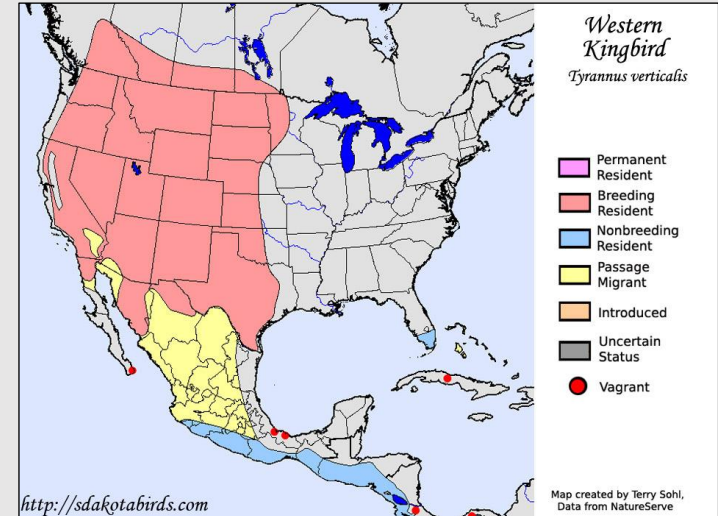 Western
Kingbird
Tyrannus verticalis
Permanent
Resident
Breeding
Resident
Nonbreeding
Resident
Passage
Migrant
Introduced
Uncertain
Status
Vagrant
Map created by Terry Sohl,
Data from NatureServe
http://sdakotabirds.com